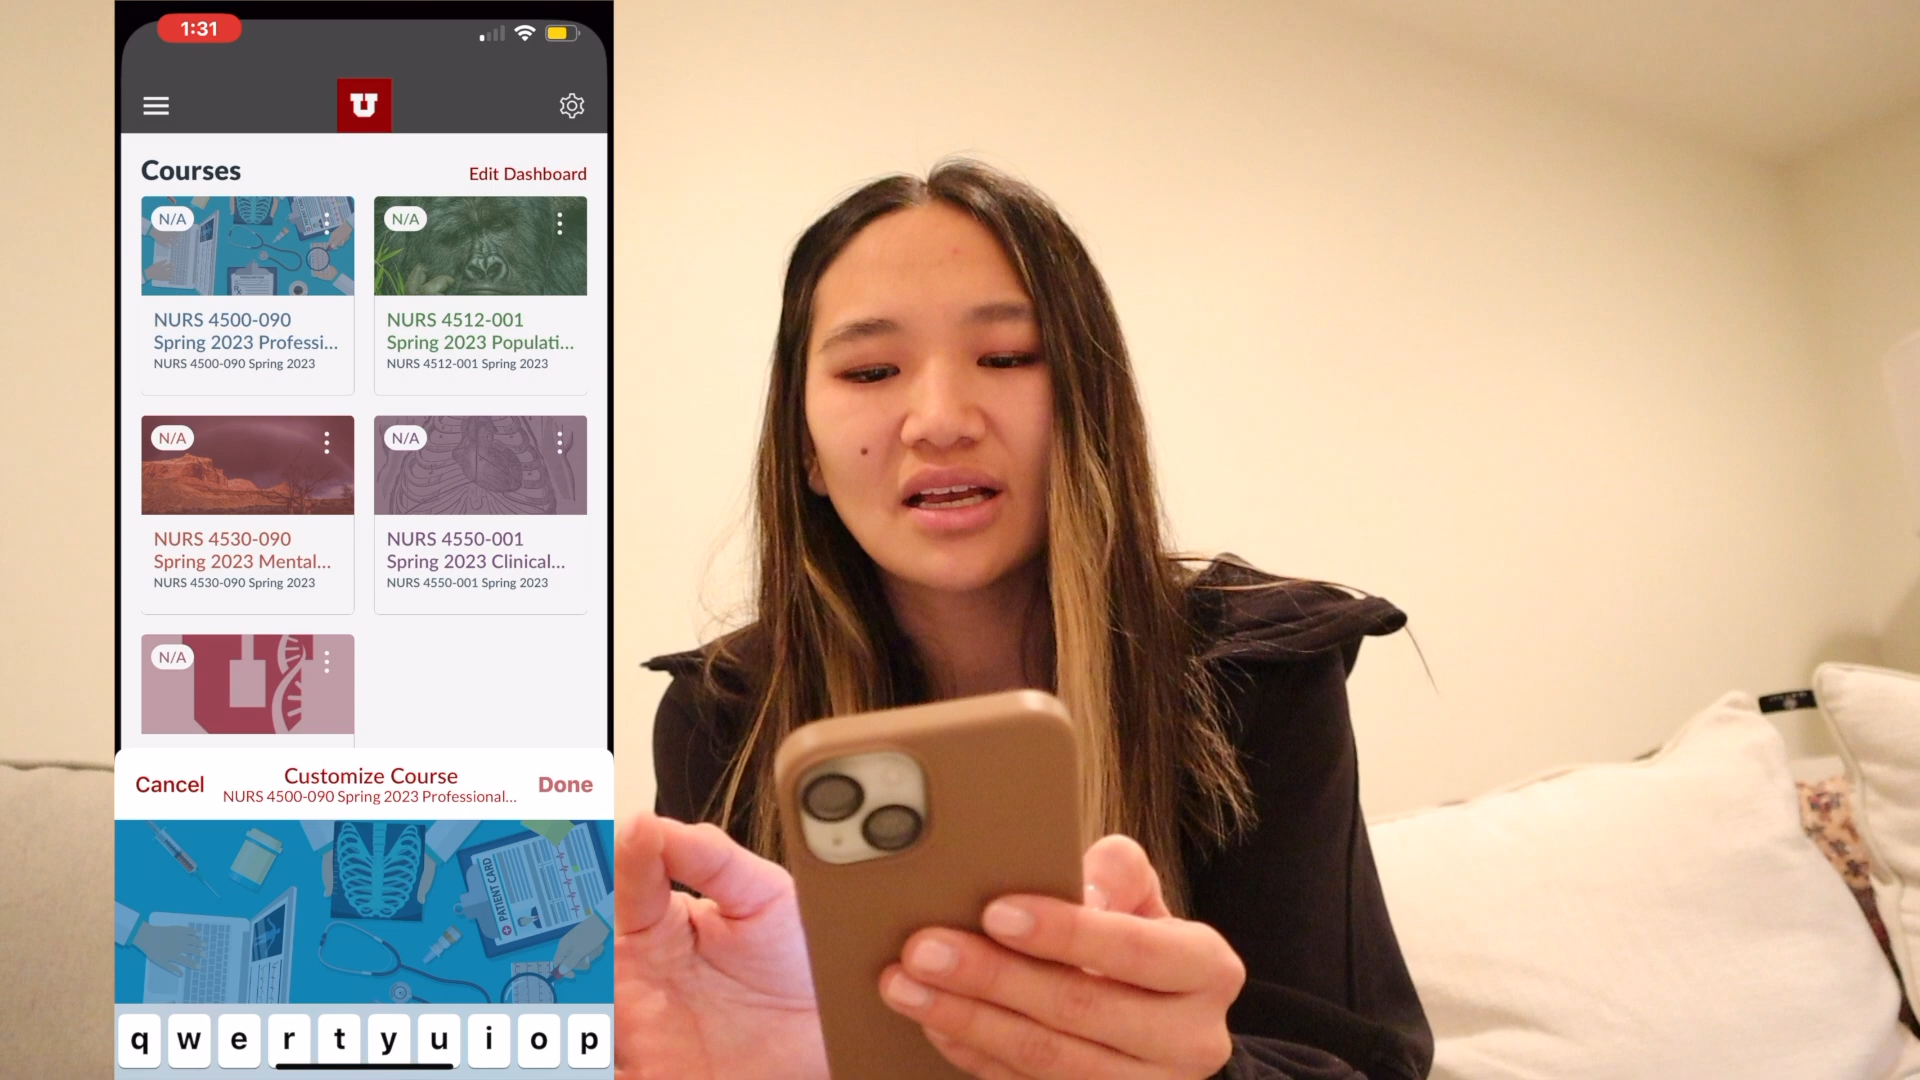 1:31
U
Courses
Edit Dashboard
N/A
N/A
NURS 4500-090
Spring 2023 Professi...
NURS 4500-090 Spring 2023
NURS 4512-001
Spring 2023 Populati...
NURS 4512-001 Spring 2023
N/A
N/A
NURS 4530-090
Spring 2023 Mental...
NURS 4530-090 Spring 2023
NURS 4550-001
Spring 2023 Clinical...
NURS 4550-001 Spring 2023
N/A
Cancel
Customize Course
Done
NURS 4500-090 Spring 2023 Professional...
PATIENT CARD
q w e r t y u i o p